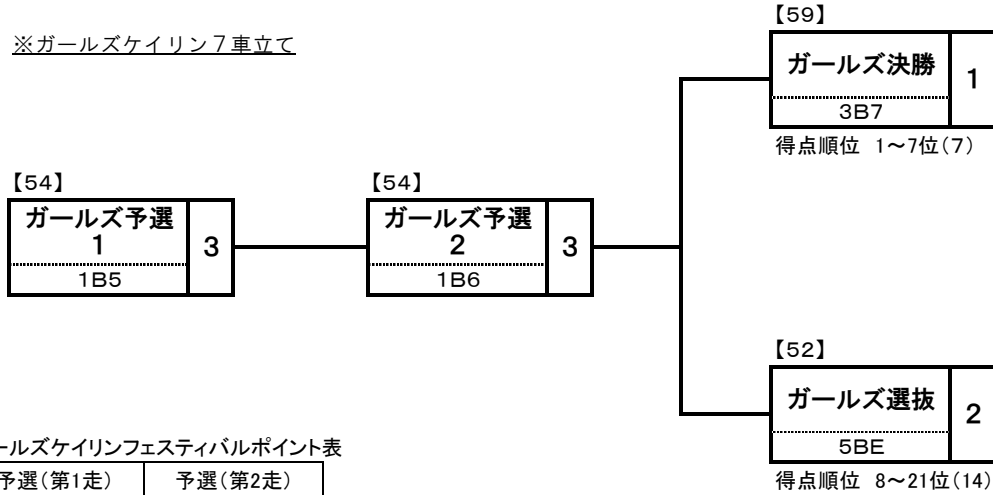 ※ガールズケイリン７車立て
【59】
ガールズ決勝
1
3B7
得点順位 1～7位(7)
【54】
ガールズ予選
1
3
1B5
【54】
ガールズ予選
2
3
1B6
【52】
ガールズ選抜
2
5BE
得点順位 8～21位(14)
ールズケイリンフェスティバルポイント表
予選(第1走)
予選(第2走)